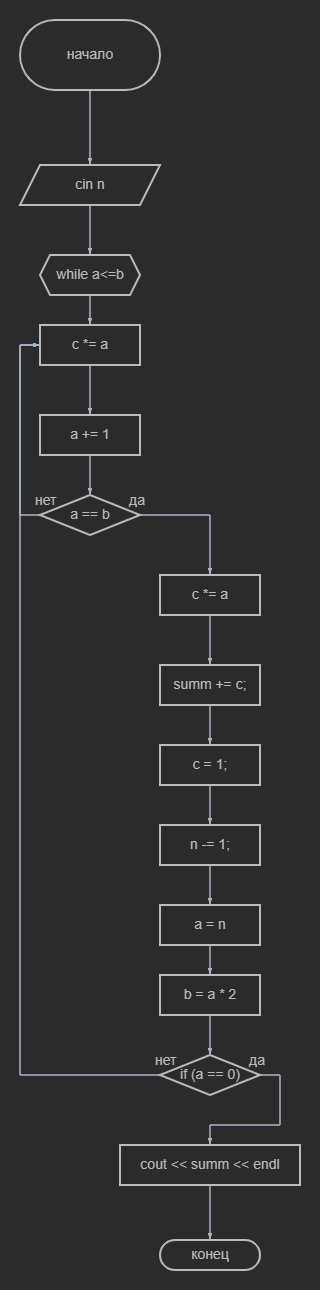 начало
cin n
while a<=b
c *= a
a += 1
нет
да
a == b
c *= a
summ += c;
c = 1;
n -= 1;
a = n
b = a * 2
нет
да
if (a == 0)
cout << summ << endl
конец